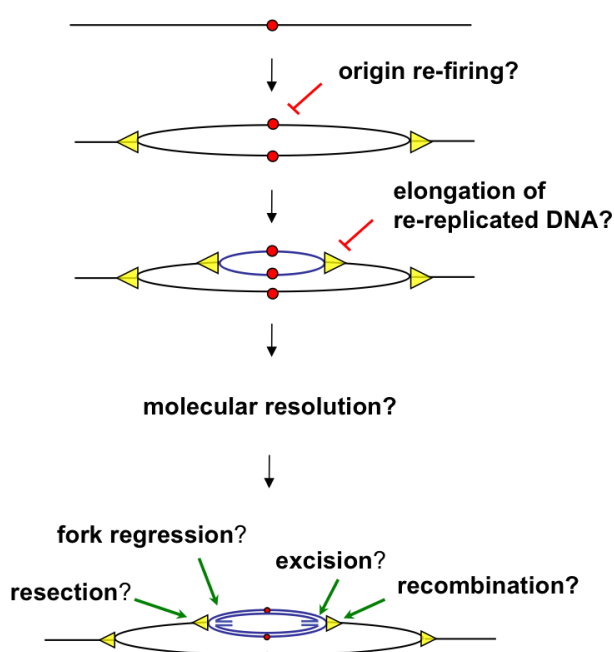 origin re-firing?
elongation of
re-replicated DNA?
molecular resolution?
fork regression?
excision?
resection?
recombination?